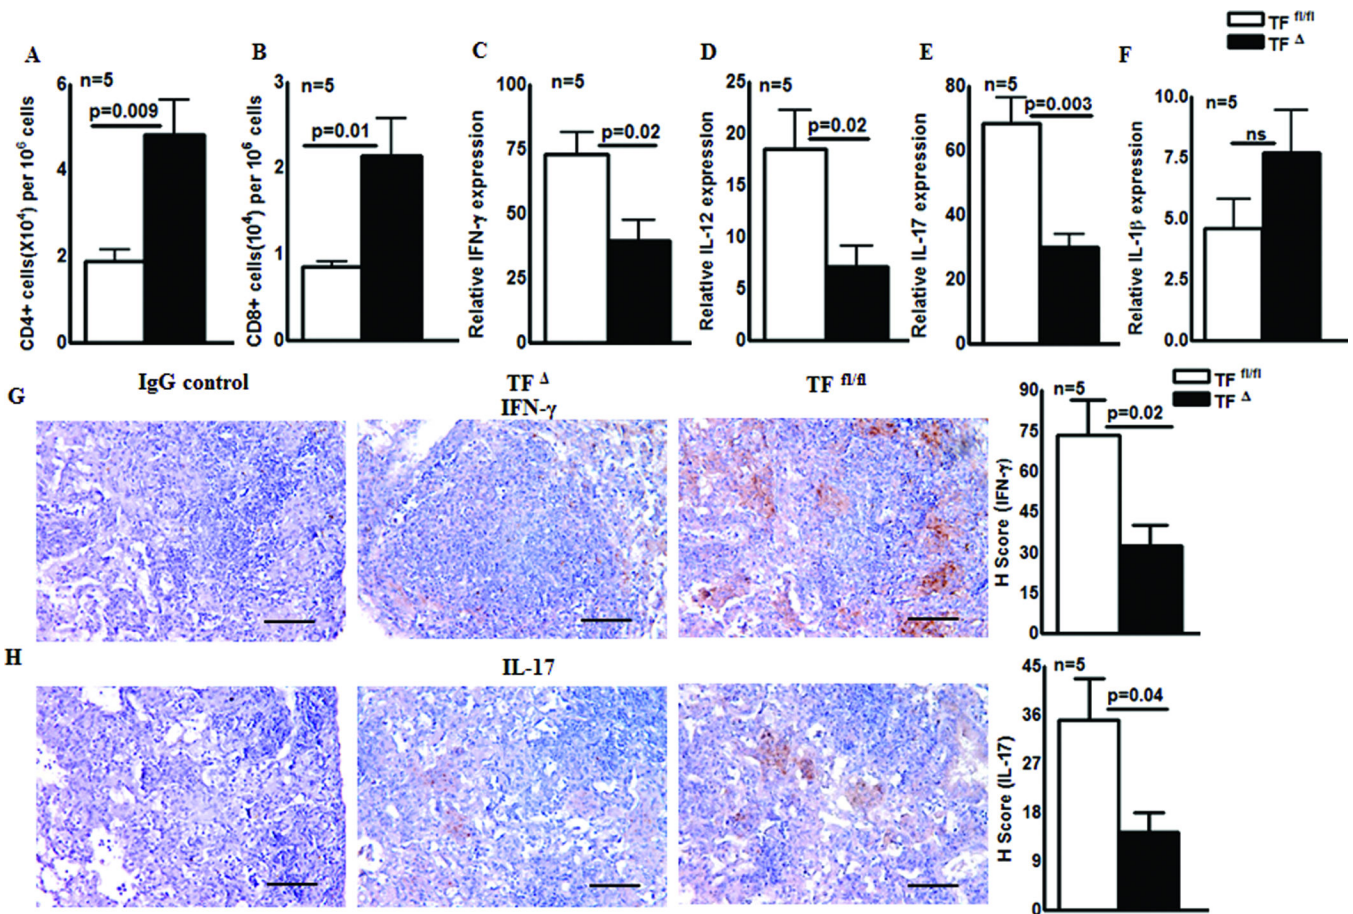 TF fl/fl
TF Δ
A
B
C
D
E
F
CD4+ cells(X10⁴) per 10⁶ cells
6
4
2
0
n=5
p=0.009
CD8+ cells(10⁴) per 10⁶ cells
3
2
1
0
n=5
p=0.01
Relative IFN-γ expression
100
75
50
25
0
n=5
p=0.02
Relative IL-12 expression
25
20
15
10
5
0
n=5
p=0.02
Relative IL-17 expression
80
60
40
20
0
n=5
p=0.003
Relative IL-1β expression
10.0
7.5
5.0
2.5
0.0
n=5
ns
G
IgG control
TF Δ
TF fl/fl
IFN-γ
H Score (IFN-γ)
90
75
60
45
30
15
0
n=5
p=0.02
TF fl/fl
TF Δ
H
IL-17
H Score (IL-17)
45
36
27
18
9
0
n=5
p=0.04